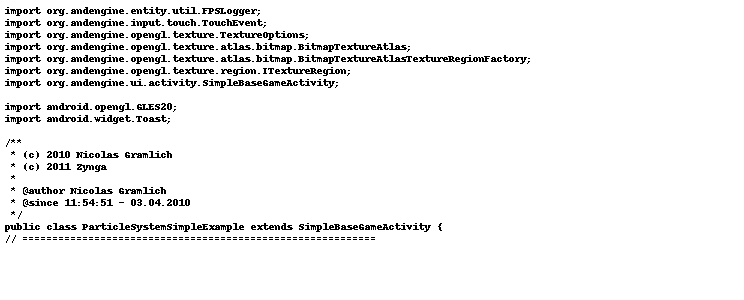 import org.andengine.entity.util.FPSLogger;
import org.andengine.input.touch.TouchEvent;
import org.andengine.opengl.texture.TextureOptions;
import org.andengine.opengl.texture.atlas.bitmap.BitmapTextureAtlas;
import org.andengine.opengl.texture.atlas.bitmap.BitmapTextureAtlasTextureRegionFactory;
import org.andengine.opengl.texture.region.ITextureRegion;
import org.andengine.ui.activity.SimpleBaseGameActivity;

import android.opengl.GLES20;
import android.widget.Toast;

/**
 * (c) 2010 Nicolas Gramlich
 * (c) 2011 Zynga
 *
 * @author Nicolas Gramlich
 * @since 11:54:51 - 03.04.2010
 */
public class ParticleSystemSimpleExample extends SimpleBaseGameActivity {
// ===========================================================